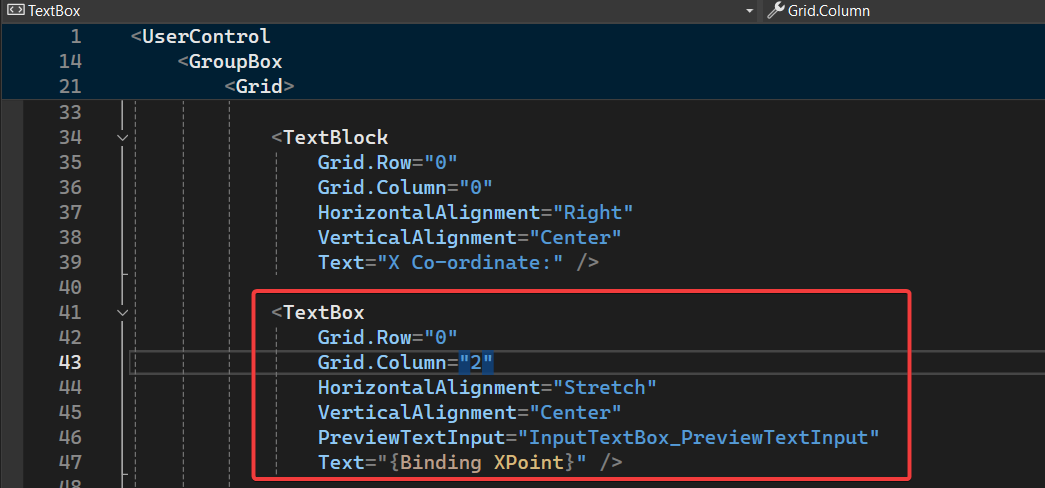 TextBox Grid.Column
1 <UserControl
14 <GroupBox
21 <Grid>
33
34 <TextBlock
35 Grid.Row="0"
36 Grid.Column="0"
37 HorizontalAlignment="Right"
38 VerticalAlignment="Center"
39 Text="X Co-ordinate:" />
40
41 <TextBox
42 Grid.Row="0"
43 Grid.Column="2"
44 HorizontalAlignment="Stretch"
45 VerticalAlignment="Center"
46 PreviewTextInput="InputTextBox_PreviewTextInput"
47 Text="{Binding XPoint}" />
48